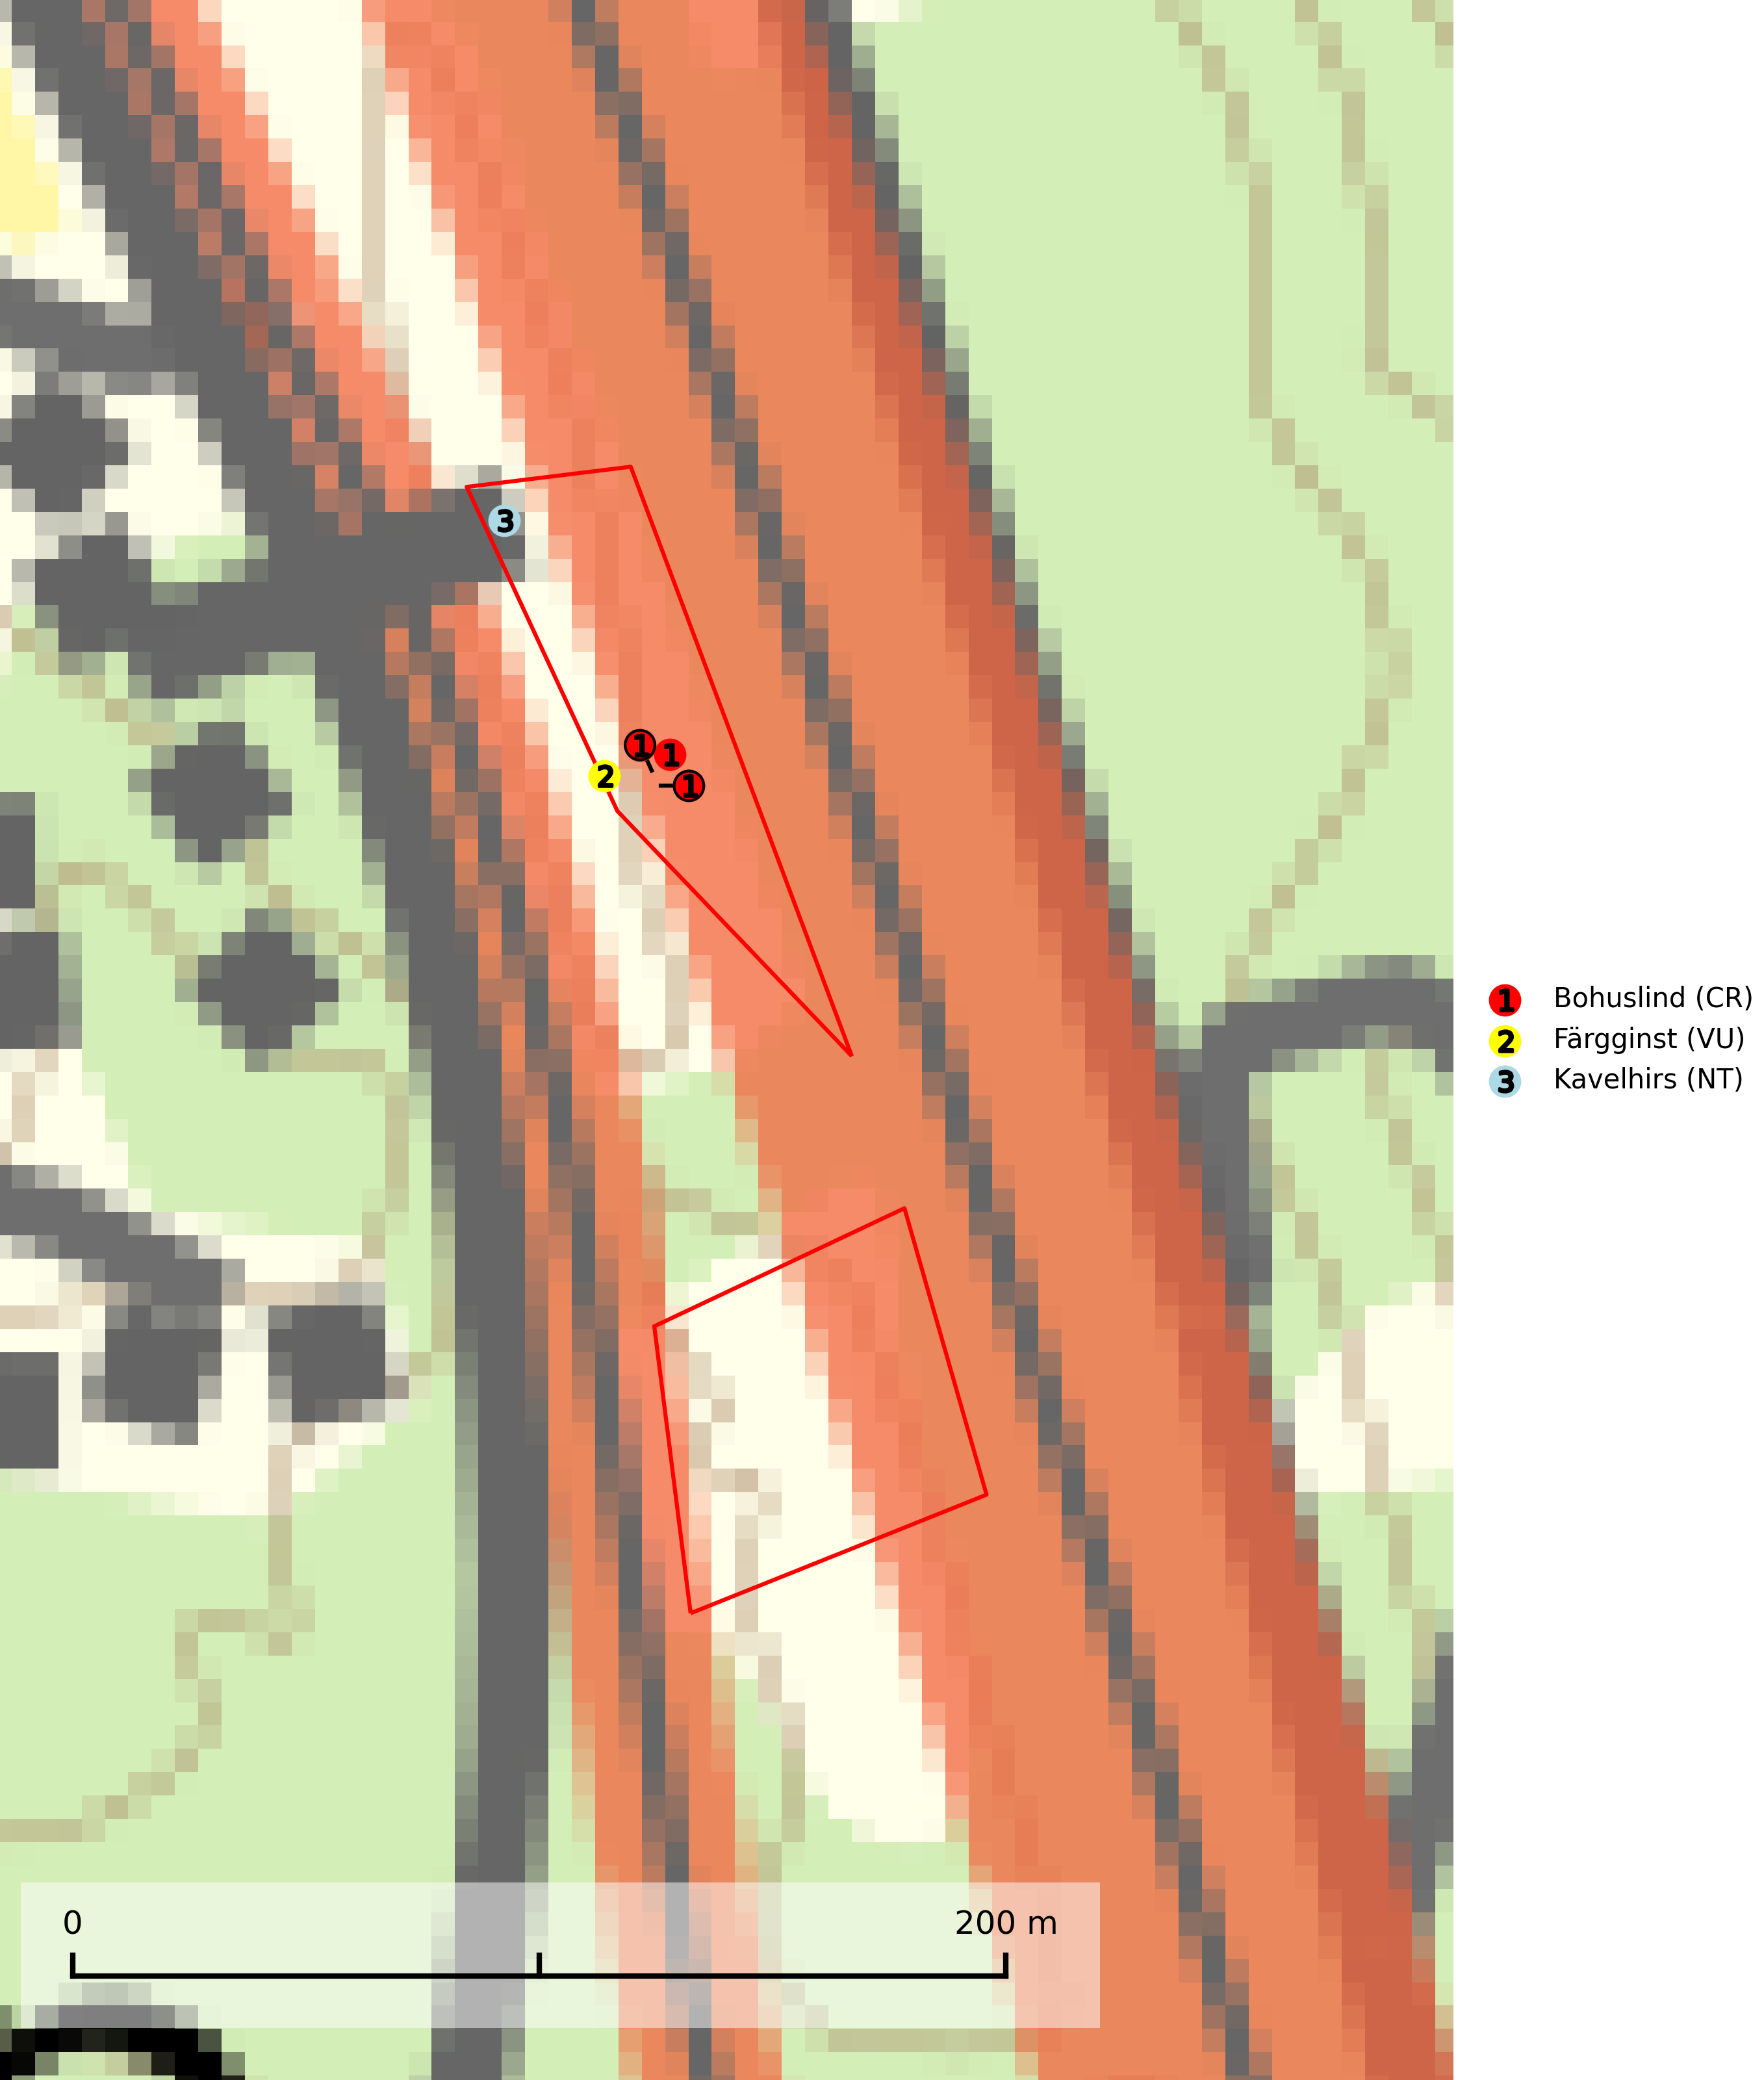 3
1
1
2
1
1 Bohuslind (CR)
2 Färgginst (VU)
3 Kavelhirs (NT)
0 200 m